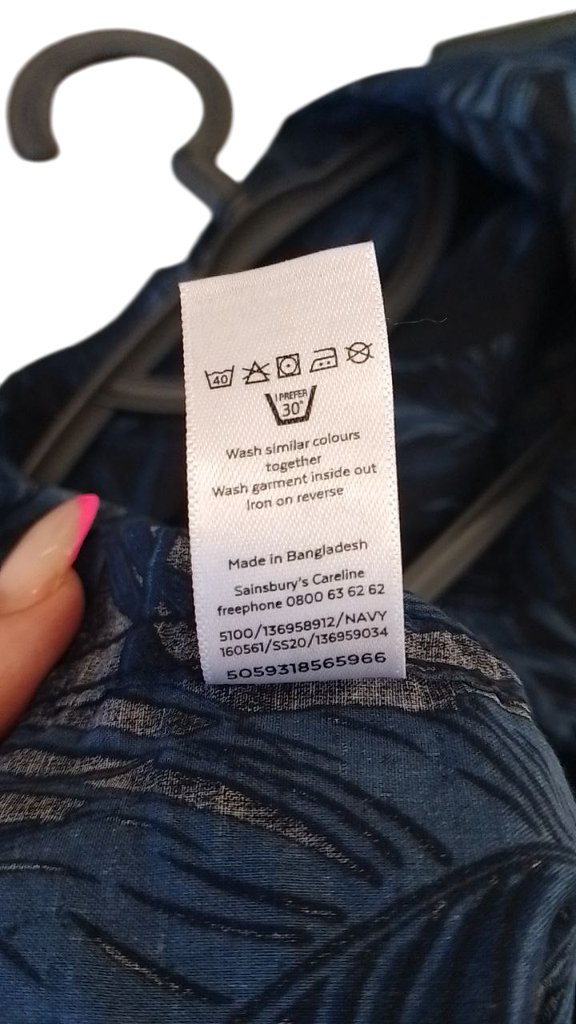 40
I PREFER
30°
Wash similar colours
together
Wash garment inside out
Iron on reverse
Made in Bangladesh
Sainsbury's Careline
freephone 0800 63 62 62
5100/136958912/NAVY
160561/SS20/136959034
5059318565966